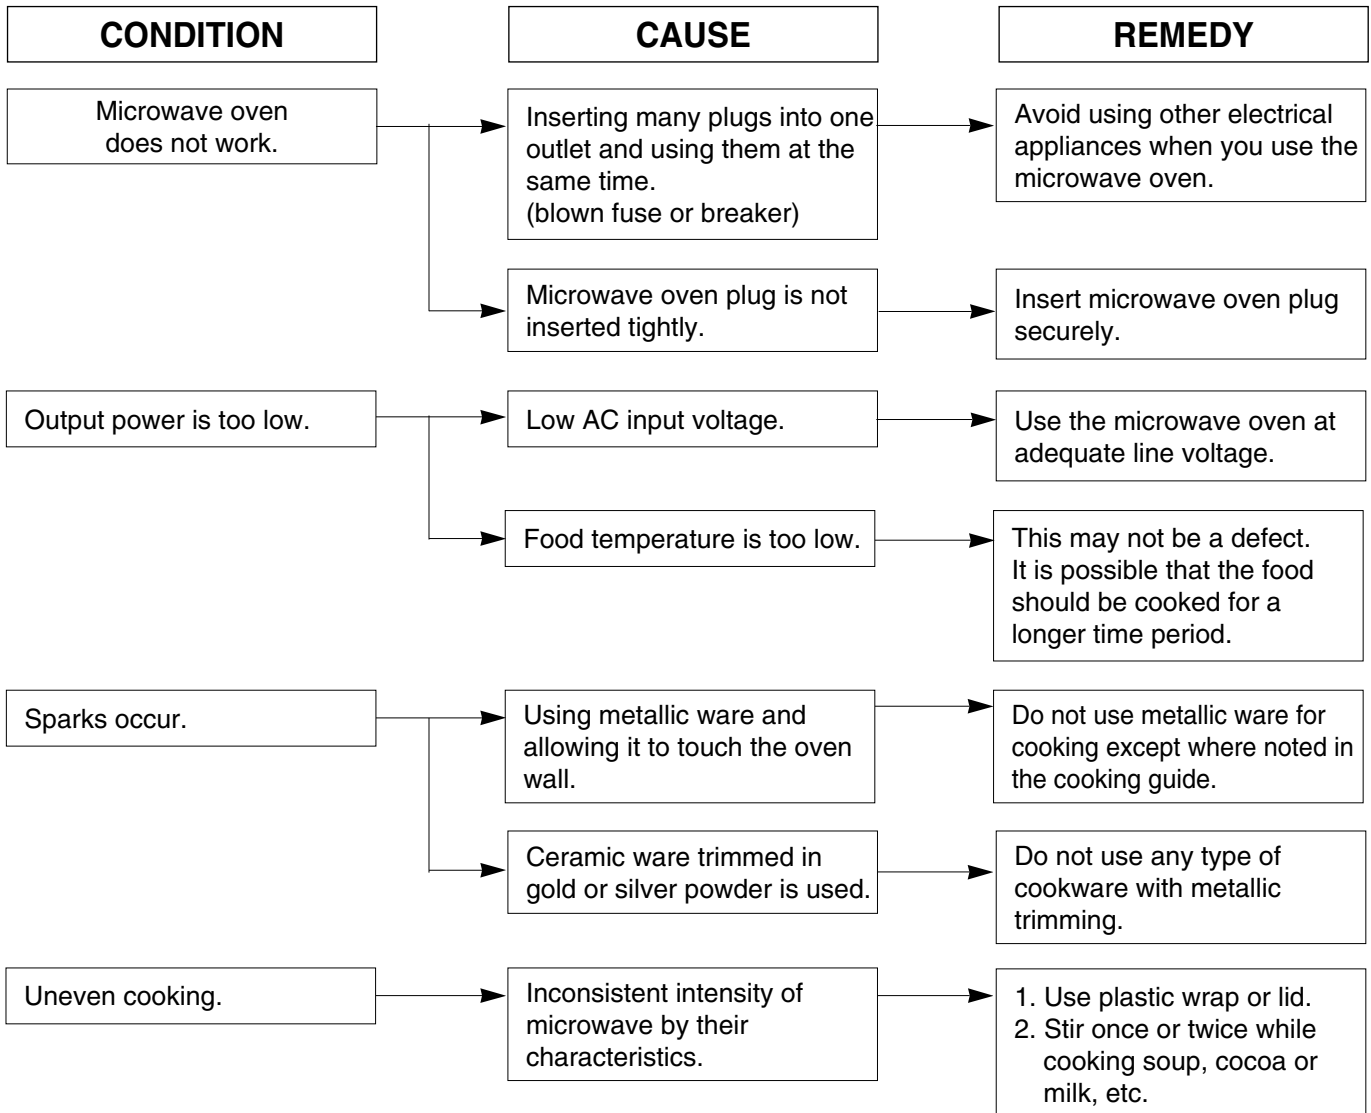 CONDITION
CAUSE
REMEDY
Microwave oven
does not work.
Inserting many plugs into one
outlet and using them at the
same time.
(blown fuse or breaker)
Avoid using other electrical
appliances when you use the
microwave oven.
Microwave oven plug is not
inserted tightly.
Insert microwave oven plug
securely.
Output power is too low.
Low AC input voltage.
Use the microwave oven at
adequate line voltage.
Food temperature is too low.
This may not be a defect.
It is possible that the food
should be cooked for a
longer time period.
Sparks occur.
Using metallic ware and
allowing it to touch the oven
wall.
Do not use metallic ware for
cooking except where noted in
the cooking guide.
Ceramic ware trimmed in
gold or silver powder is used.
Do not use any type of
cookware with metallic
trimming.
Uneven cooking.
Inconsistent intensity of
microwave by their
characteristics.
1. Use plastic wrap or lid.
2. Stir once or twice while
cooking soup, cocoa or
milk, etc.